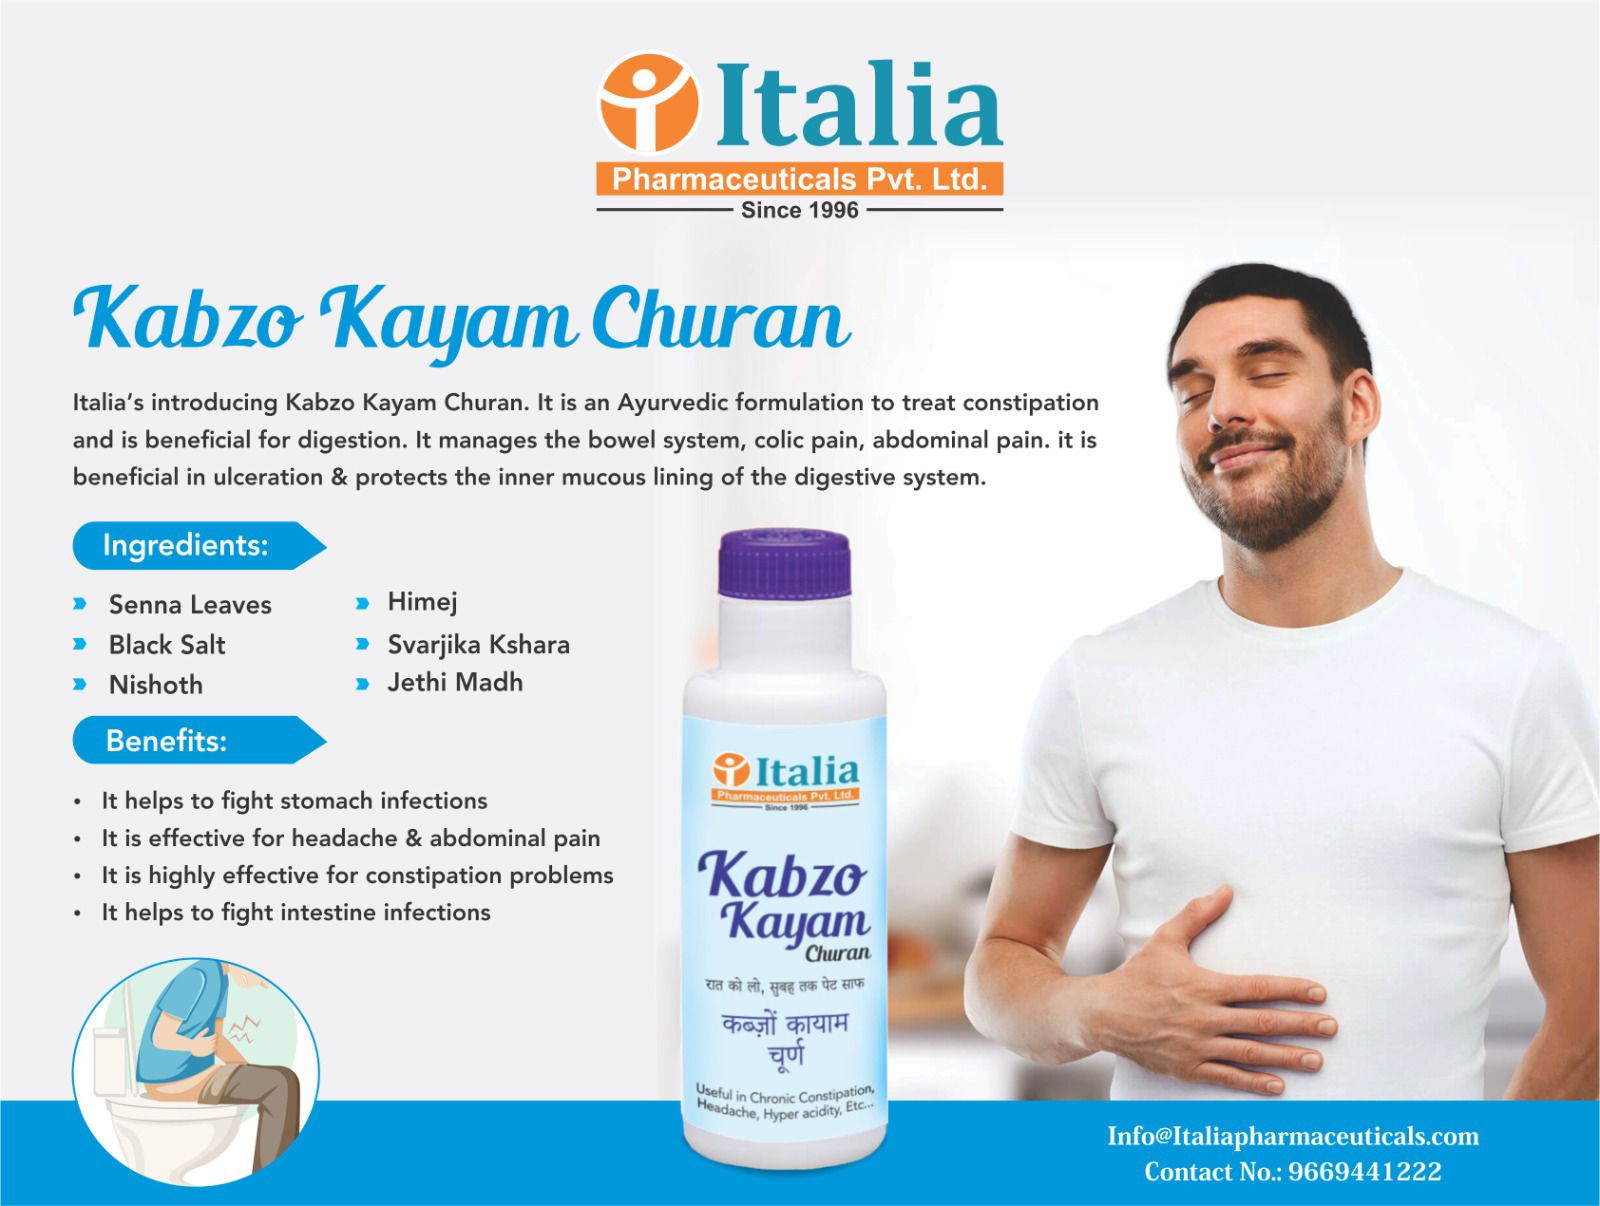 Italia
Pharmaceuticals Pvt. Ltd.
Since 1996
Kabzo Kayam Churan
Italia's introducing Kabzo Kayam Churan. It is an Ayurvedic formulation to treat constipation
and is beneficial for digestion. It manages the bowel system, colic pain, abdominal pain. it is
beneficial in ulceration & protects the inner mucous lining of the digestive system.
Ingredients:
Senna Leaves
Black Salt
Nishoth
Himej
Svarjika Kshara
Jethi Madh
Benefits:
• It helps to fight stomach infections
• It is effective for headache & abdominal pain
• It is highly effective for constipation problems
• It helps to fight intestine infections
Italia
Pharmaceuticals Pvt. Ltd.
Since 1996
Kabzo
Kayam
Churan
रात को लो, सुबह तक पेट साफ
कब्ज़ों कायाम
चूर्ण
Useful in Chronic Constipation,
Headache, Hyper acidity, Etc...
Info@Italiapharmaceuticals.com
Contact No.: 9669441222